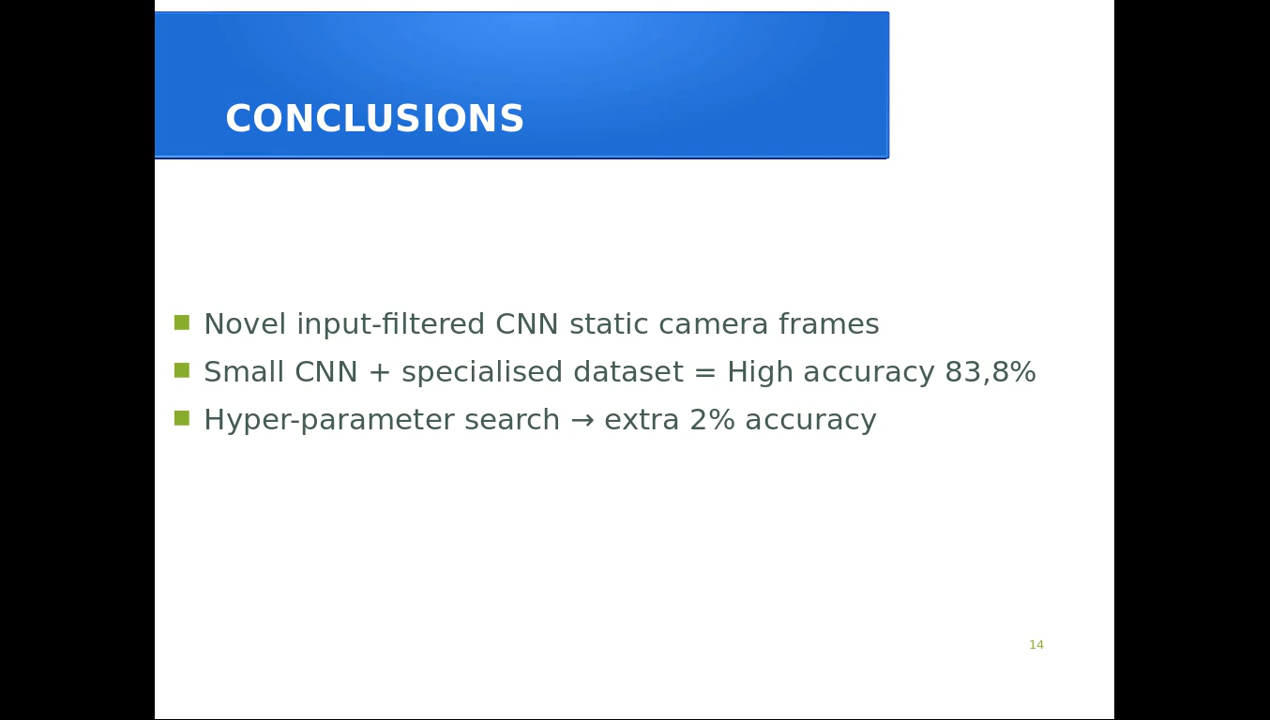 CONCLUSIONS
Novel input-filtered CNN static camera frames
Small CNN + specialised dataset = High accuracy 83,8%
Hyper-parameter search → extra 2% accuracy
14